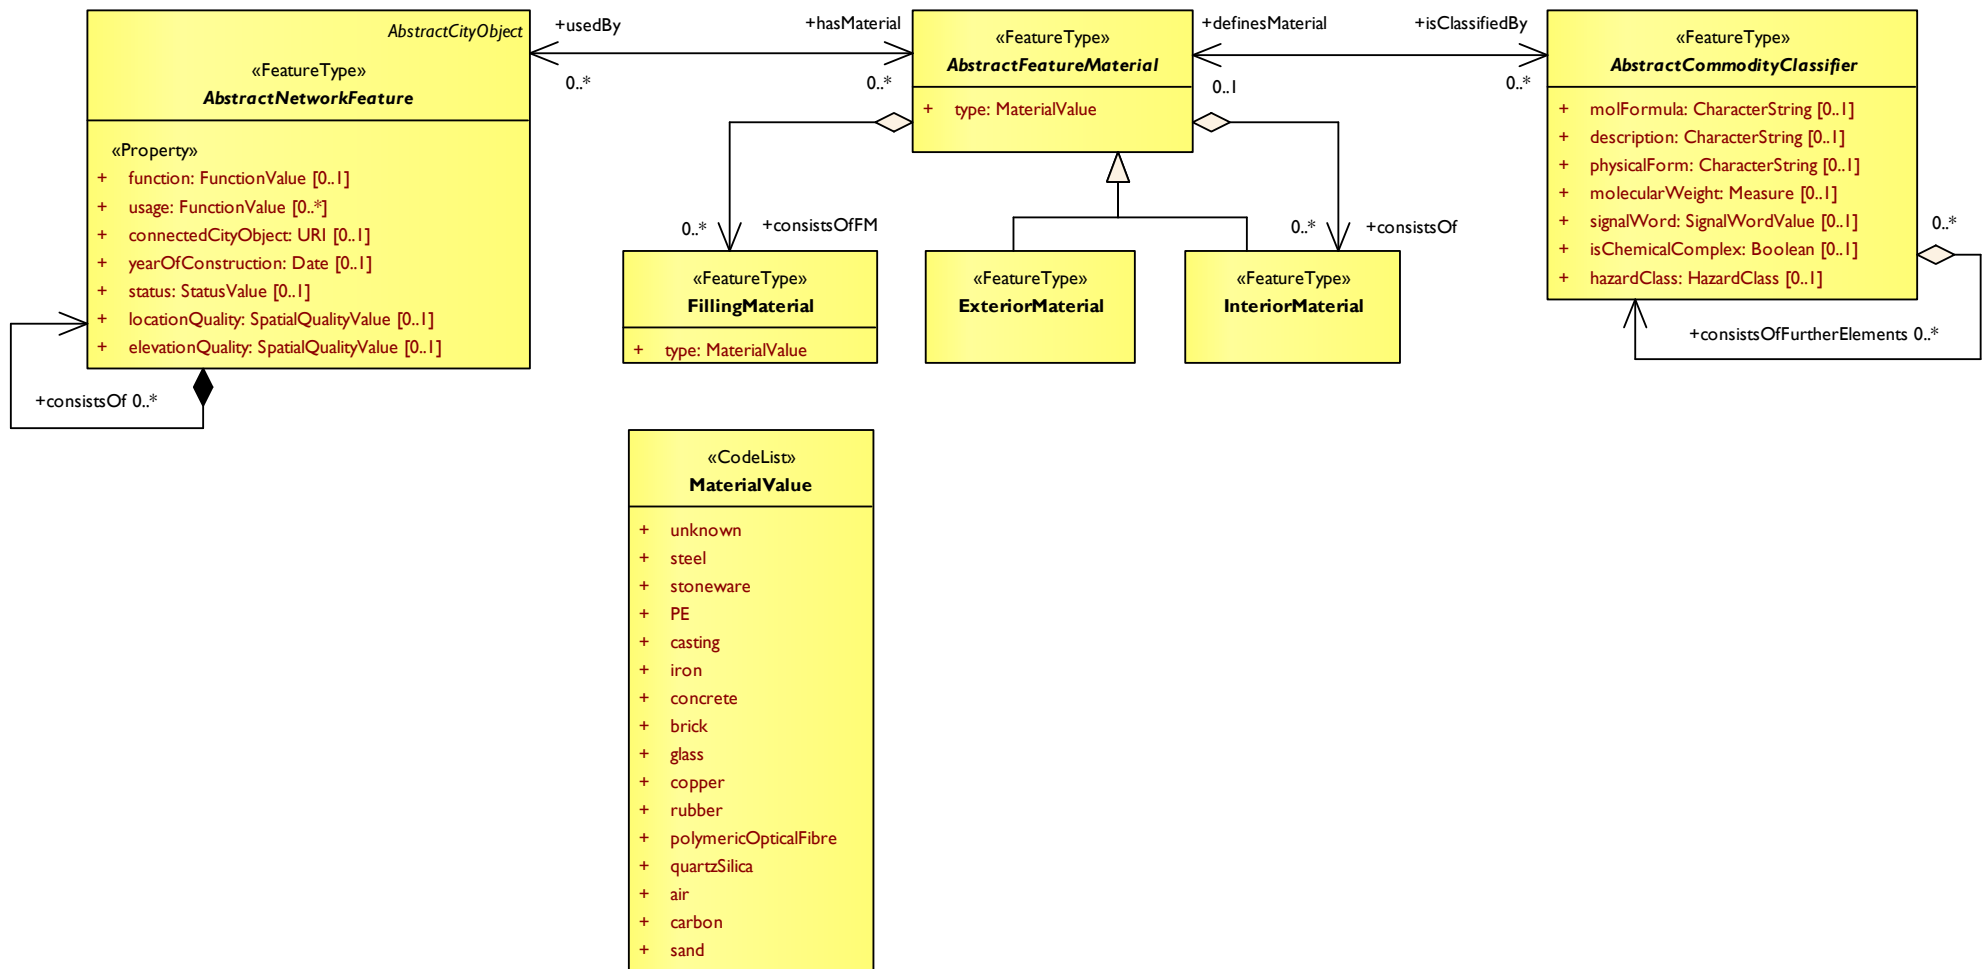 AbstractCityObject
«FeatureType»
AbstractNetworkFeature
«Property»
+ function: FunctionValue [0..1]
+ usage: FunctionValue [0..*]
+ connectedCityObject: URI [0..1]
+ yearOfConstruction: Date [0..1]
+ status: StatusValue [0..1]
+ locationQuality: SpatialQualityValue [0..1]
+ elevationQuality: SpatialQualityValue [0..1]
+consistsOf 0..*
+usedBy
0..*
+hasMaterial
0..*
«FeatureType»
AbstractFeatureMaterial
+ type: MaterialValue
+definesMaterial
0..1
+isClassifiedBy
0..*
«FeatureType»
AbstractCommodityClassifier
+ molFormula: CharacterString [0..1]
+ description: CharacterString [0..1]
+ physicalForm: CharacterString [0..1]
+ molecularWeight: Measure [0..1]
+ signalWord: SignalWordValue [0..1]
+ isChemicalComplex: Boolean [0..1]
+ hazardClass: HazardClass [0..1]
0..*
+consistsOfFurtherElements 0..*
0..*
+consistsOfFM
«FeatureType»
FillingMaterial
+ type: MaterialValue
«FeatureType»
ExteriorMaterial
0..*
+consistsOf
«FeatureType»
InteriorMaterial
«CodeList»
MaterialValue
+ unknown
+ steel
+ stoneware
+ PE
+ casting
+ iron
+ concrete
+ brick
+ glass
+ copper
+ rubber
+ polymericOpticalFibre
+ quartzSilica
+ air
+ carbon
+ sand